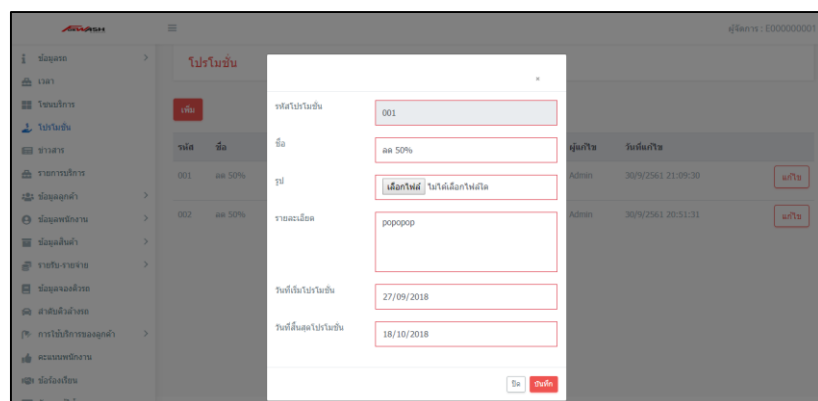 ผู้จัดการ : E000000001
ข้อมูลรถ
เวลา
โซนบริการ
โปรโมชั่น
ข่าวสาร
รายการบริการ
ข้อมูลลูกค้า
ข้อมูลพนักงาน
ข้อมูลสินค้า
รายรับ-รายจ่าย
ข้อมูลจองคิวรถ
ลำดับคิวล้างรถ
การใช้บริการของลูกค้า
คะแนนพนักงาน
ข้อร้องเรียน
โปรโมชั่น
เพิ่ม
รหัส ชื่อ ผู้แก้ไข วันที่แก้ไข
001 ลด 50% Admin 30/9/2561 21:09:30 แก้ไข
002 ลด 50% Admin 30/9/2561 20:51:31 แก้ไข
×
รหัสโปรโมชั่น 001
ชื่อ ลด 50%
รูป เลือกไฟล์ ไม่ได้เลือกไฟล์ใด
รายละเอียด popopop
วันที่เริ่มโปรโมชั่น 27/09/2018
วันที่สิ้นสุดโปรโมชั่น 18/10/2018
ปิด บันทึก